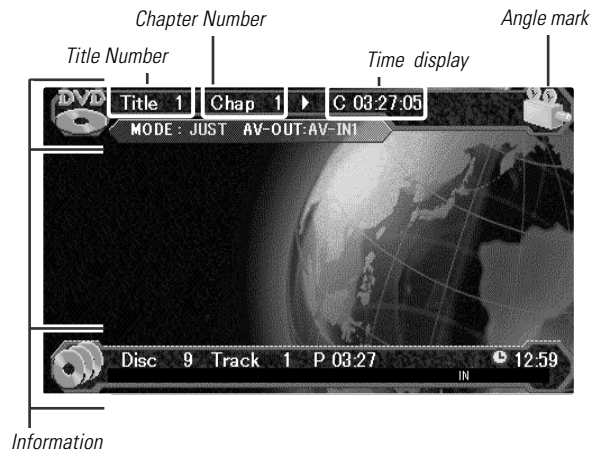 Chapter Number
Angle mark
Title Number
Time display
DVD Title 1 Chap 1 C 03:27:05
MODE : JUST AV-OUT:AV-IN1
Disc 9 Track 1 P 03:27 12:59
IN
Information